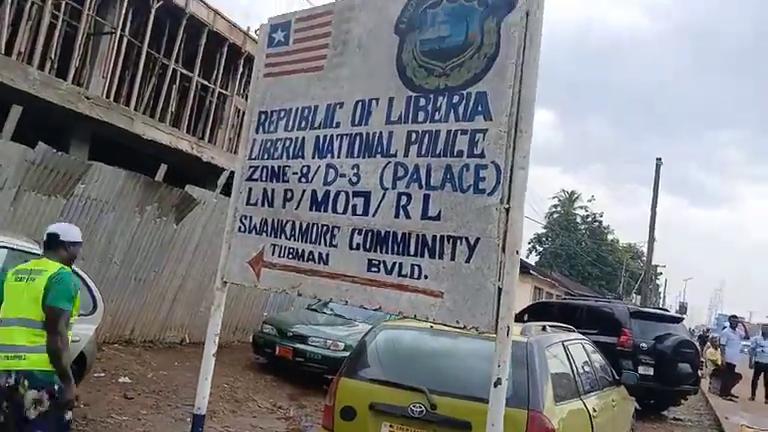 REPUBLIC OF LIBERIA
LIBERIA NATIONAL POLICE
ZONE-8/D-3 (PALACE)
LNP/MOJ/RL
SWANKAMORE COMMUNITY
TUBMAN BVLD.